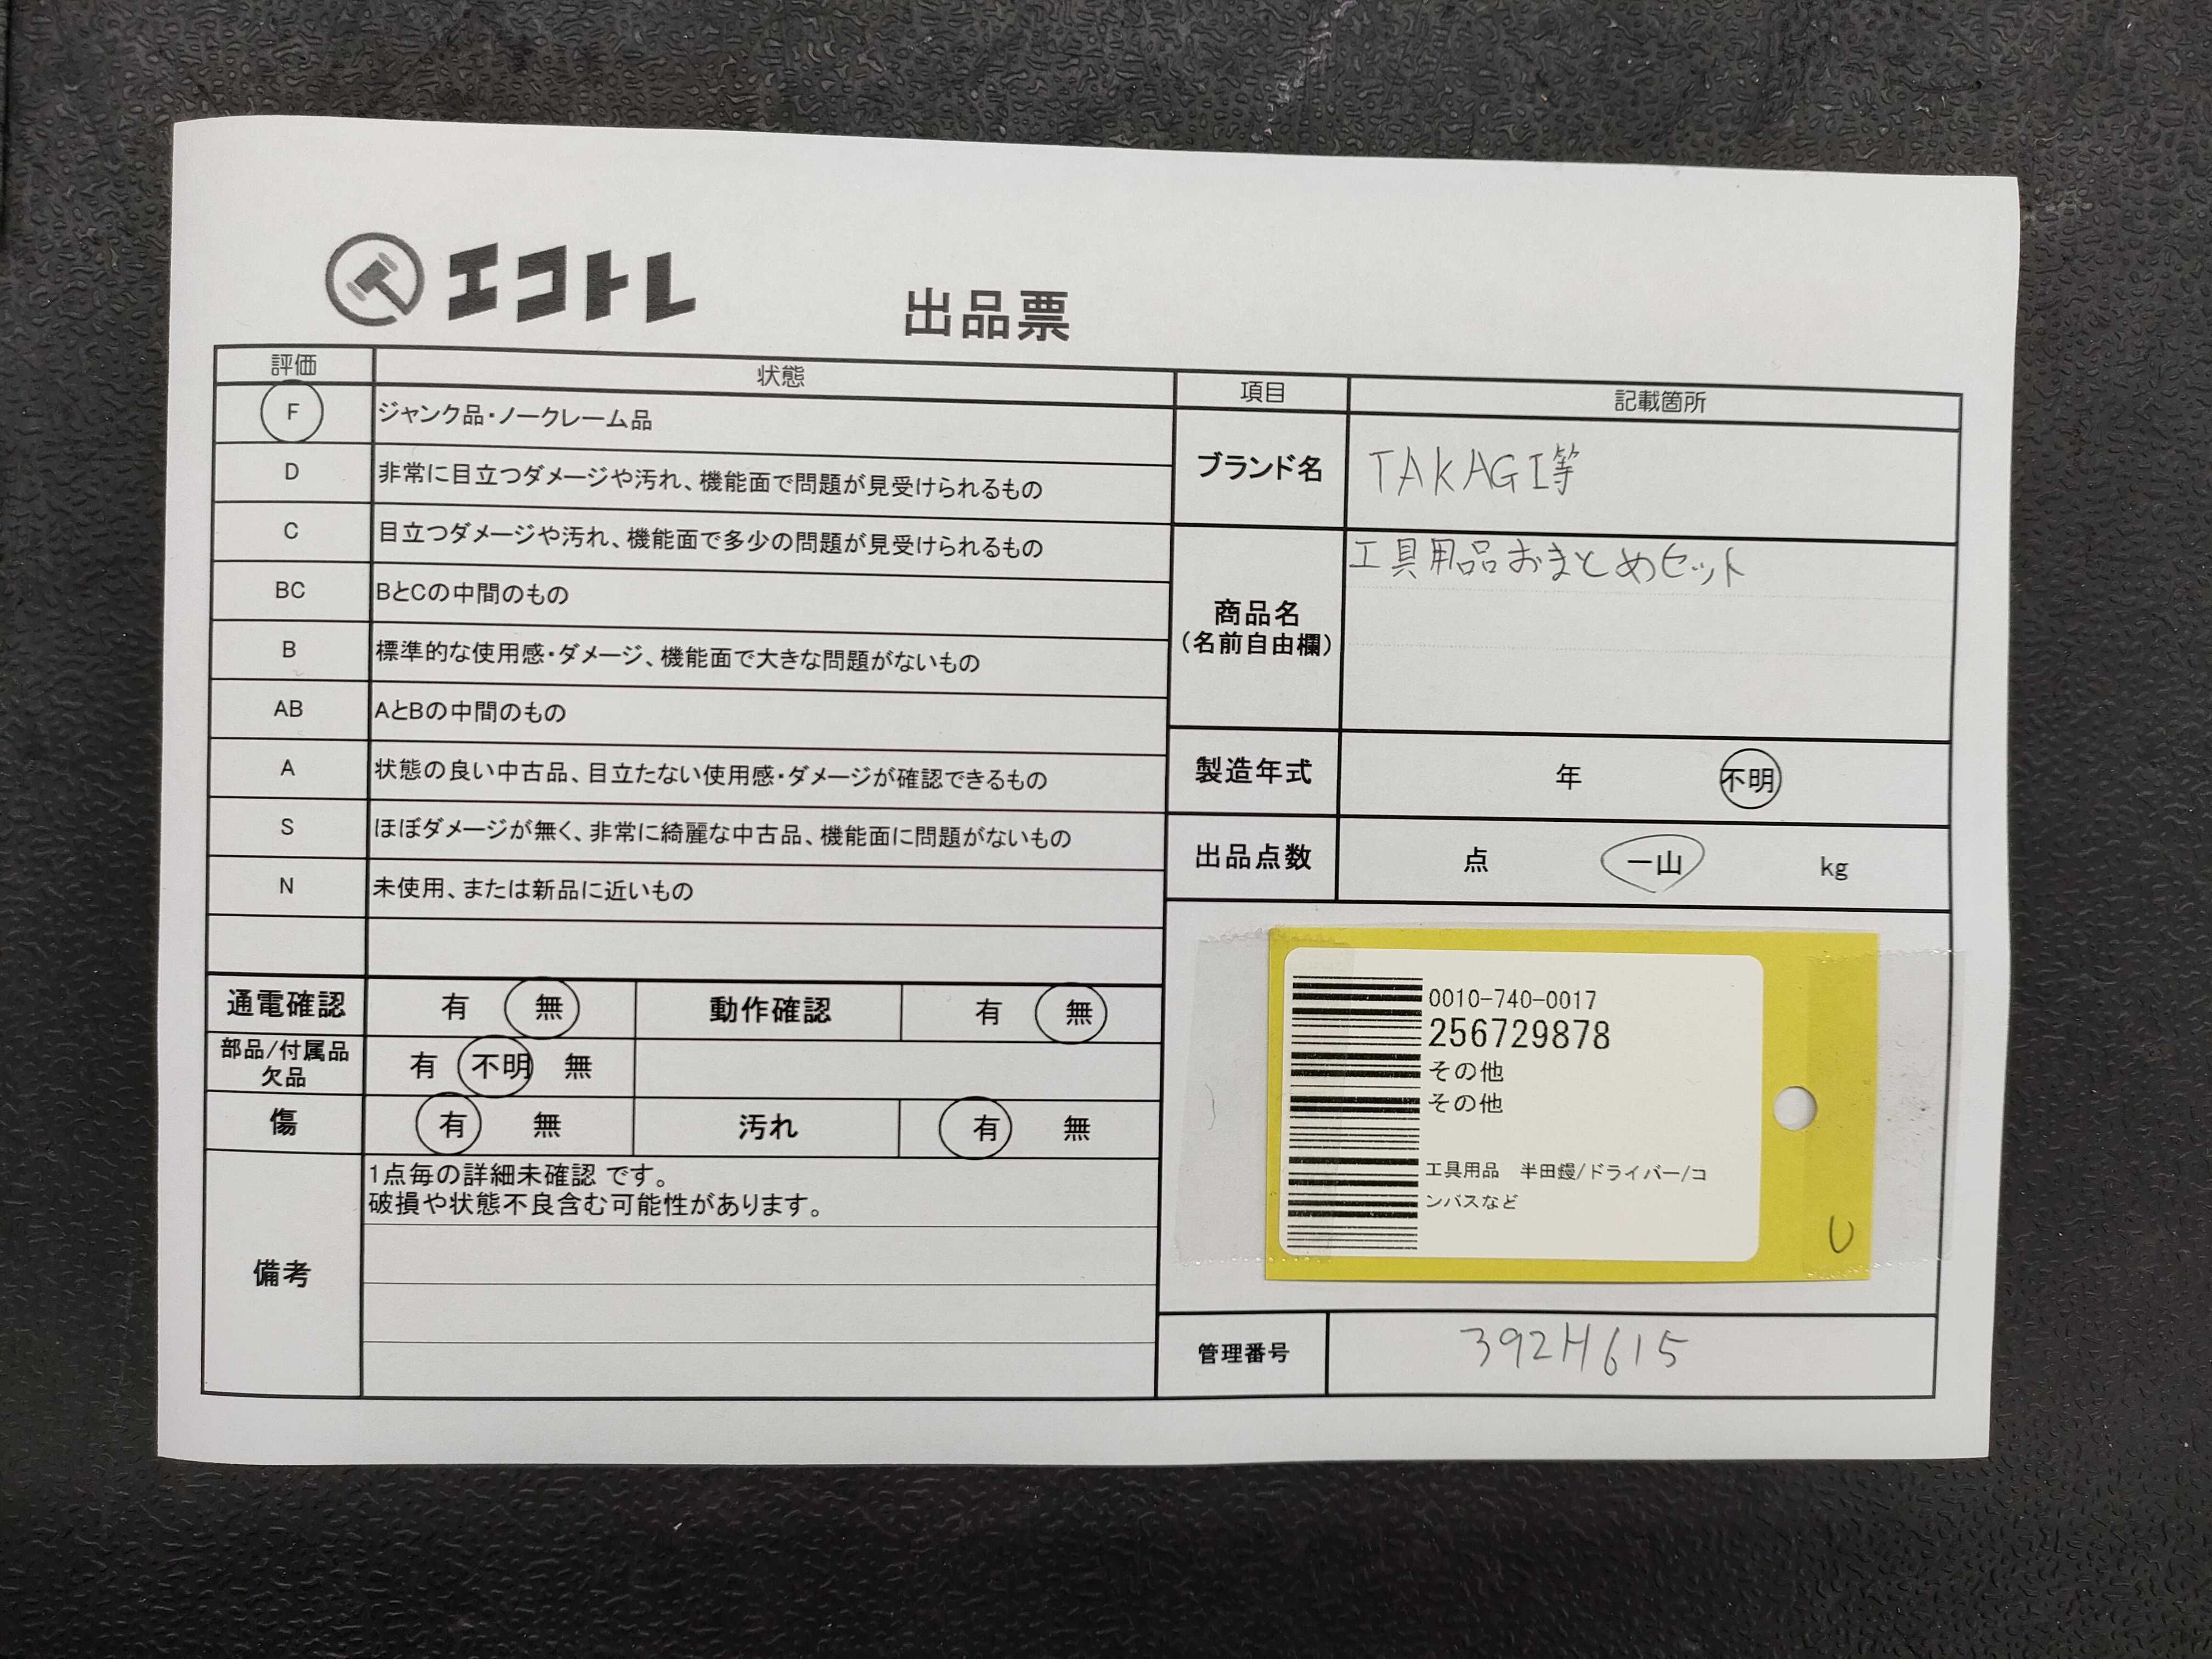 エコトレ
出品票
評価 状態
F ジャンク品・ノークレーム品
D 非常に目立つダメージや汚れ、機能面で問題が見受けられるもの
C 目立つダメージや汚れ、機能面で多少の問題が見受けられるもの
BC BとCの中間のもの
B 標準的な使用感・ダメージ、機能面で大きな問題がないもの
AB AとBの中間のもの
A 状態の良い中古品、目立たない使用感・ダメージが確認できるもの
S ほぼダメージが無く、非常に綺麗な中古品、機能面に問題がないもの
N 未使用、または新品に近いもの
通電確認 有 無 動作確認 有 無
部品/付属品
欠品 有 不明 無
傷 有 無 汚れ 有 無
備考
1点毎の詳細未確認 です。
破損や状態不良含む可能性があります。
項目 記載箇所
ブランド名 TAKAGI等
商品名
(名前自由欄)
工具用品おまとめセット
製造年式 年 不明
出品点数 点 一山 kg
0010-740-0017
256729878
その他
その他
工具用品 半田鏝/ドライバー/コ
ンバスなど
U
管理番号 392H615